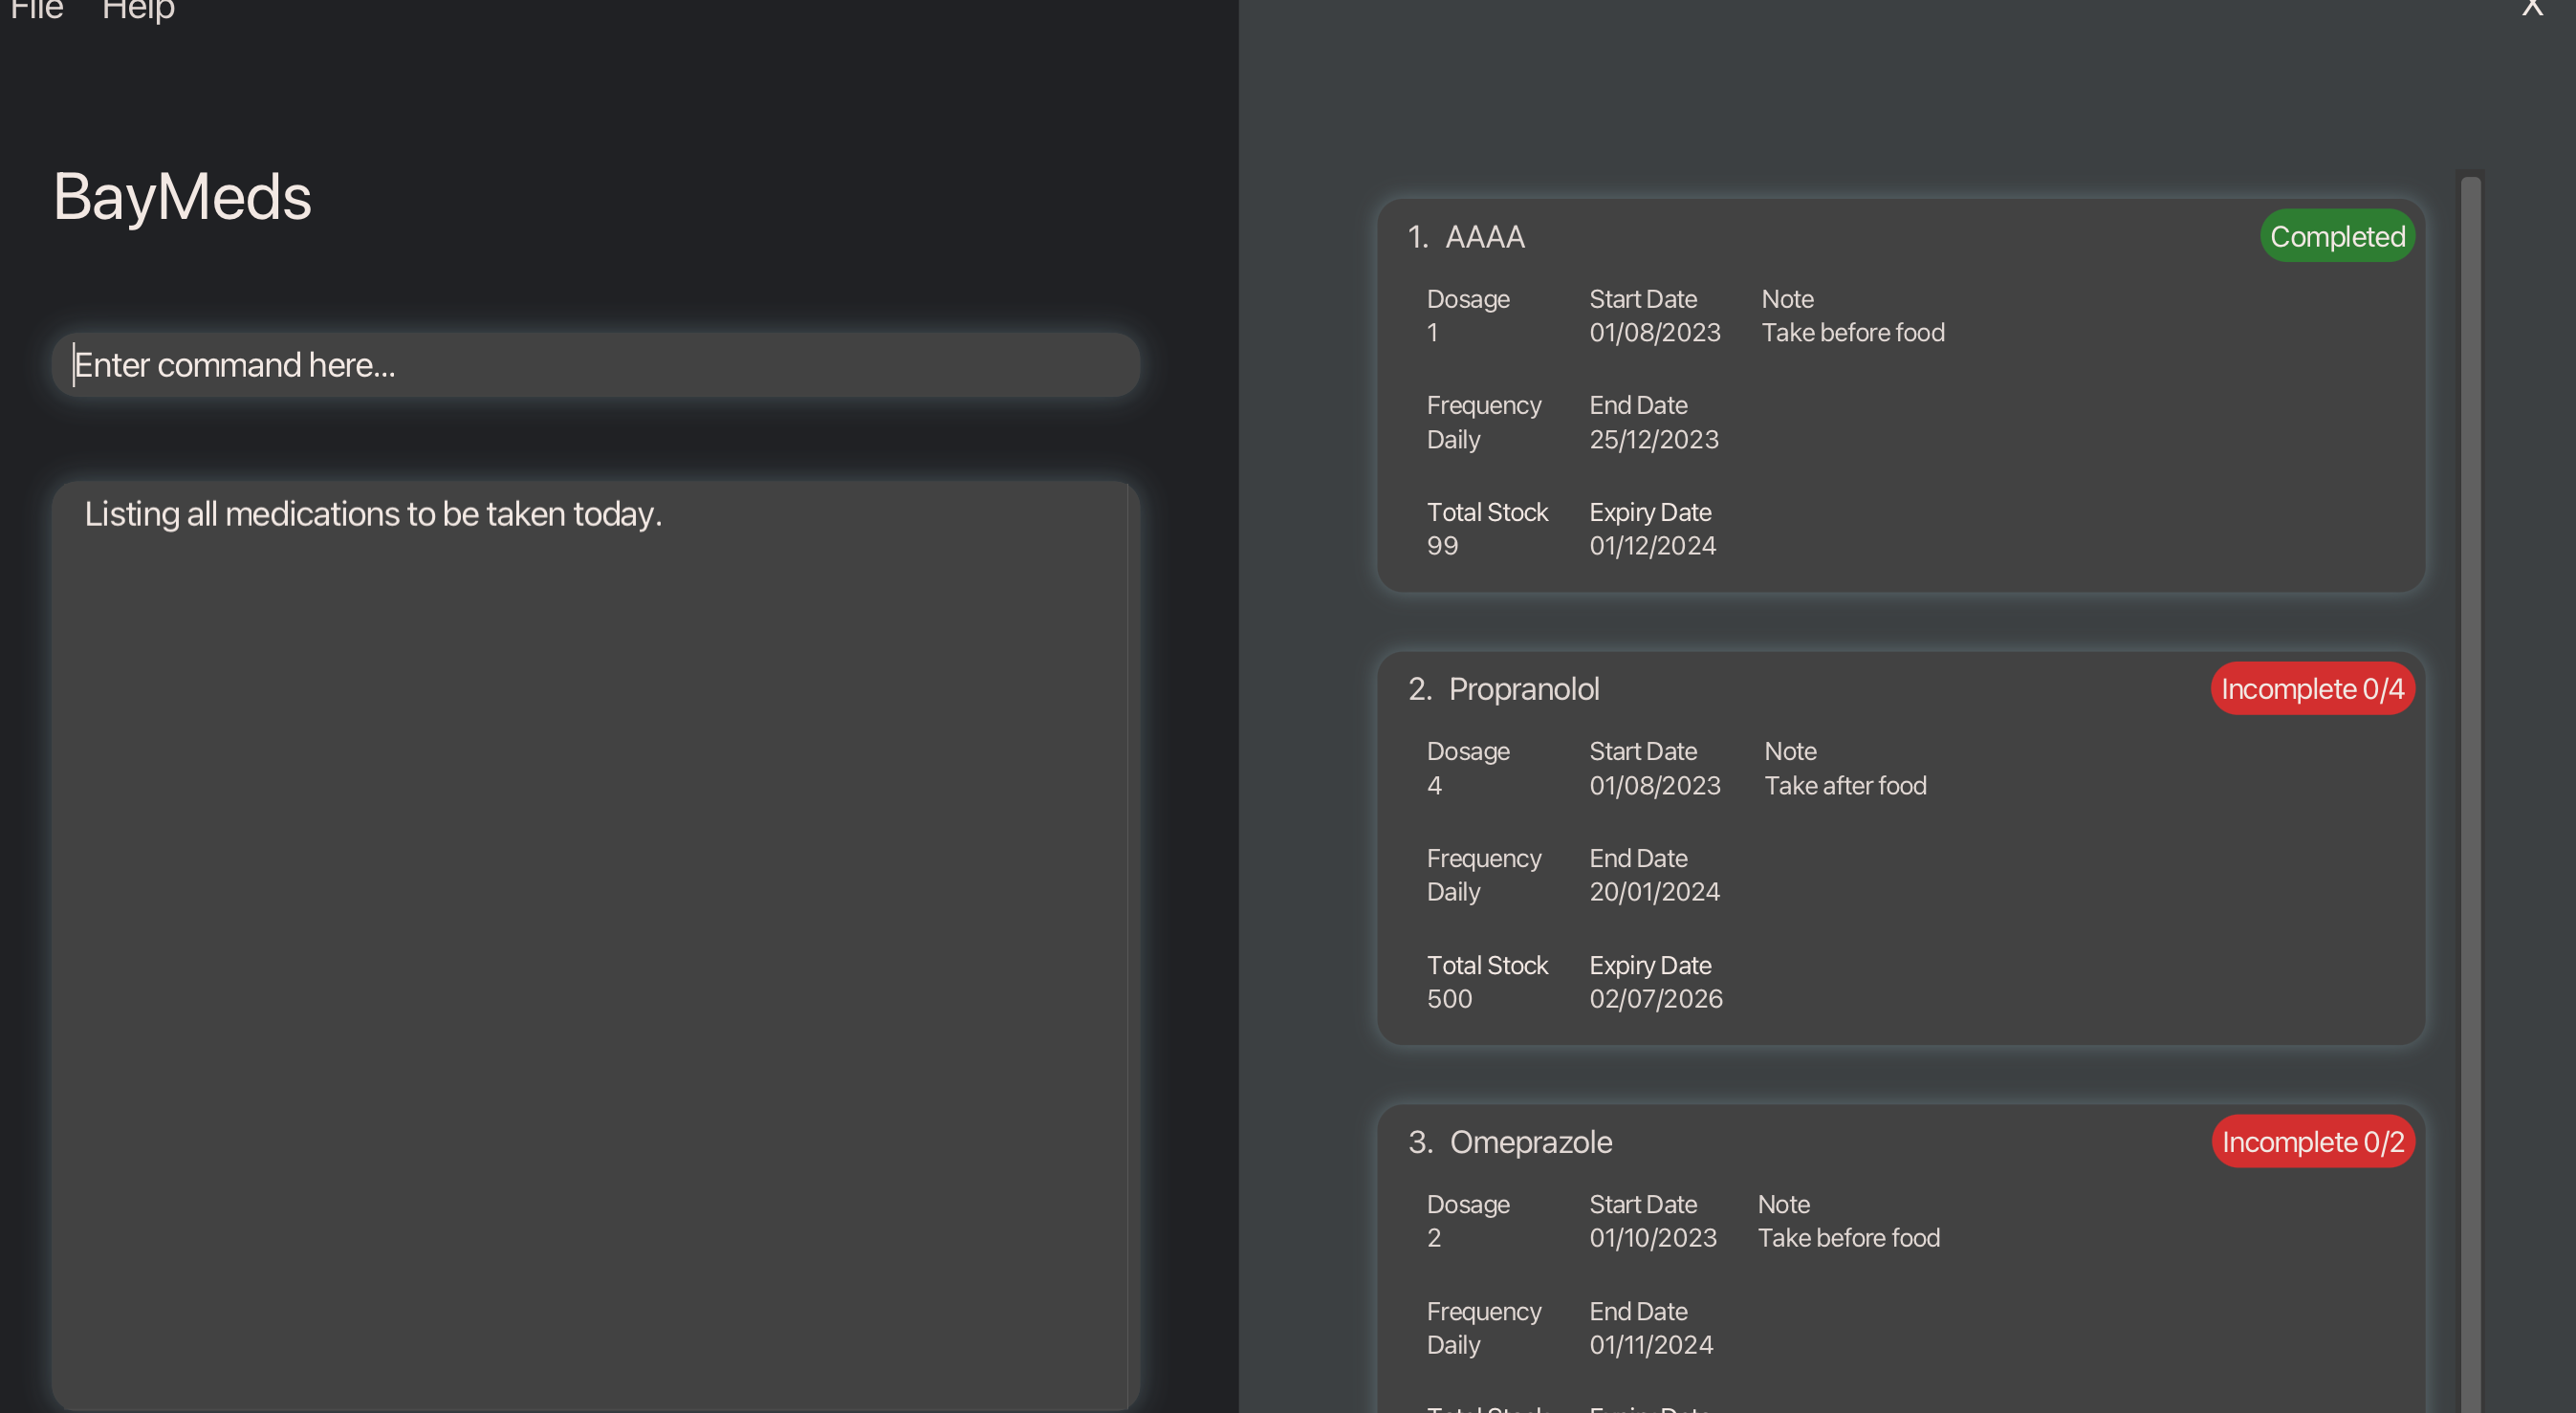 File Help
X
BayMeds
Enter command here...
Listing all medications to be taken today.
1. AAAA
Completed
Dosage Start Date Note
1 01/08/2023 Take before food
Frequency End Date
Daily 25/12/2023
Total Stock Expiry Date
99 01/12/2024
2. Propranolol
Incomplete 0/4
Dosage Start Date Note
4 01/08/2023 Take after food
Frequency End Date
Daily 20/01/2024
Total Stock Expiry Date
500 02/07/2026
3. Omeprazole
Incomplete 0/2
Dosage Start Date Note
2 01/10/2023 Take before food
Frequency End Date
Daily 01/11/2024
Total Stock Expiry Date